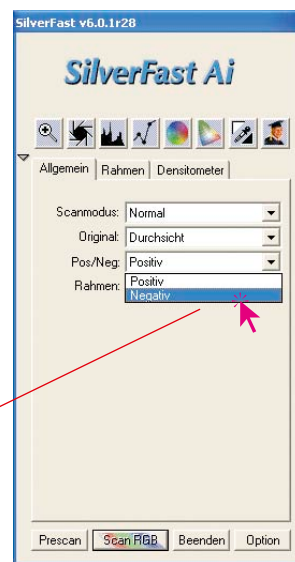 SilverFast v6.0.1r28
SilverFast Ai
Allgemein Rahmen Densitometer
Scanmodus: Normal
Original: Durchsicht
Pos/Neg: Positiv
Rahmen: Positiv
Negativ
Prescan Scan RGB Beenden Option